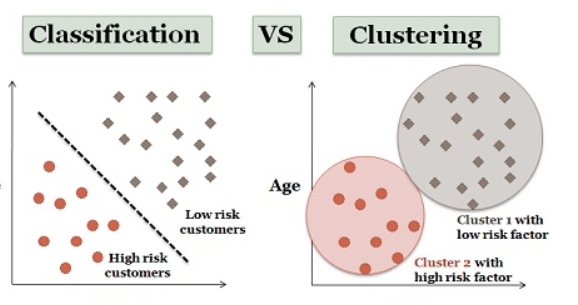 Classification
VS
Clustering
Low risk
customers
High risk
customers
Age
Cluster 1 with
low risk factor
Cluster 2 with
high risk factor